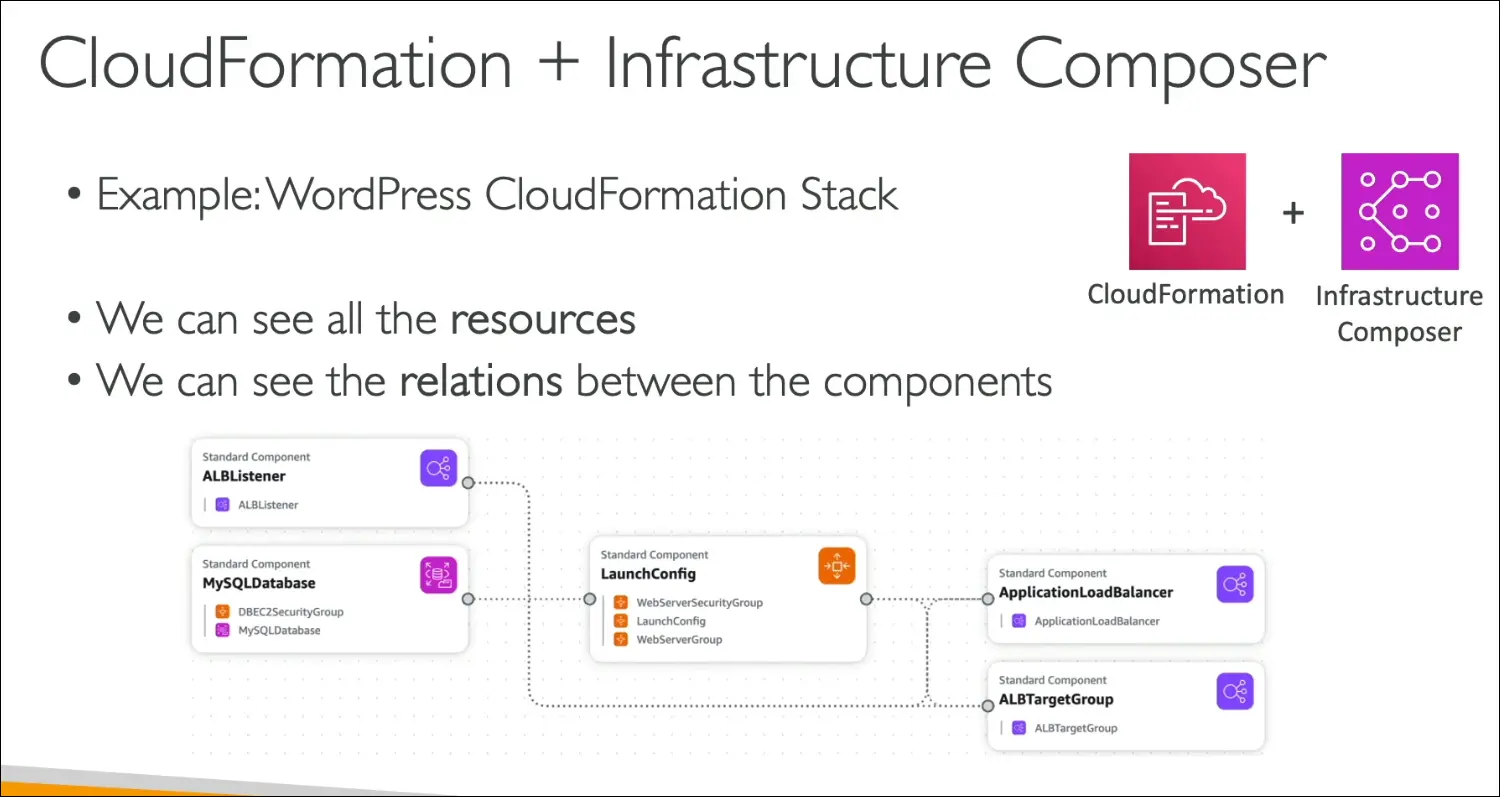 CloudFormation + Infrastructure Composer
• Example: WordPress CloudFormation Stack
• We can see all the resources
• We can see the relations between the components
+
CloudFormation
Infrastructure
Composer
Standard Component
ALBListener
ALBListener
Standard Component
MySQLDatabase
DBEC2SecurityGroup
MySQLDatabase
Standard Component
LaunchConfig
WebServerSecurityGroup
LaunchConfig
WebServerGroup
Standard Component
ApplicationLoadBalancer
ApplicationLoadBalancer
Standard Component
ALBTargetGroup
ALBTargetGroup